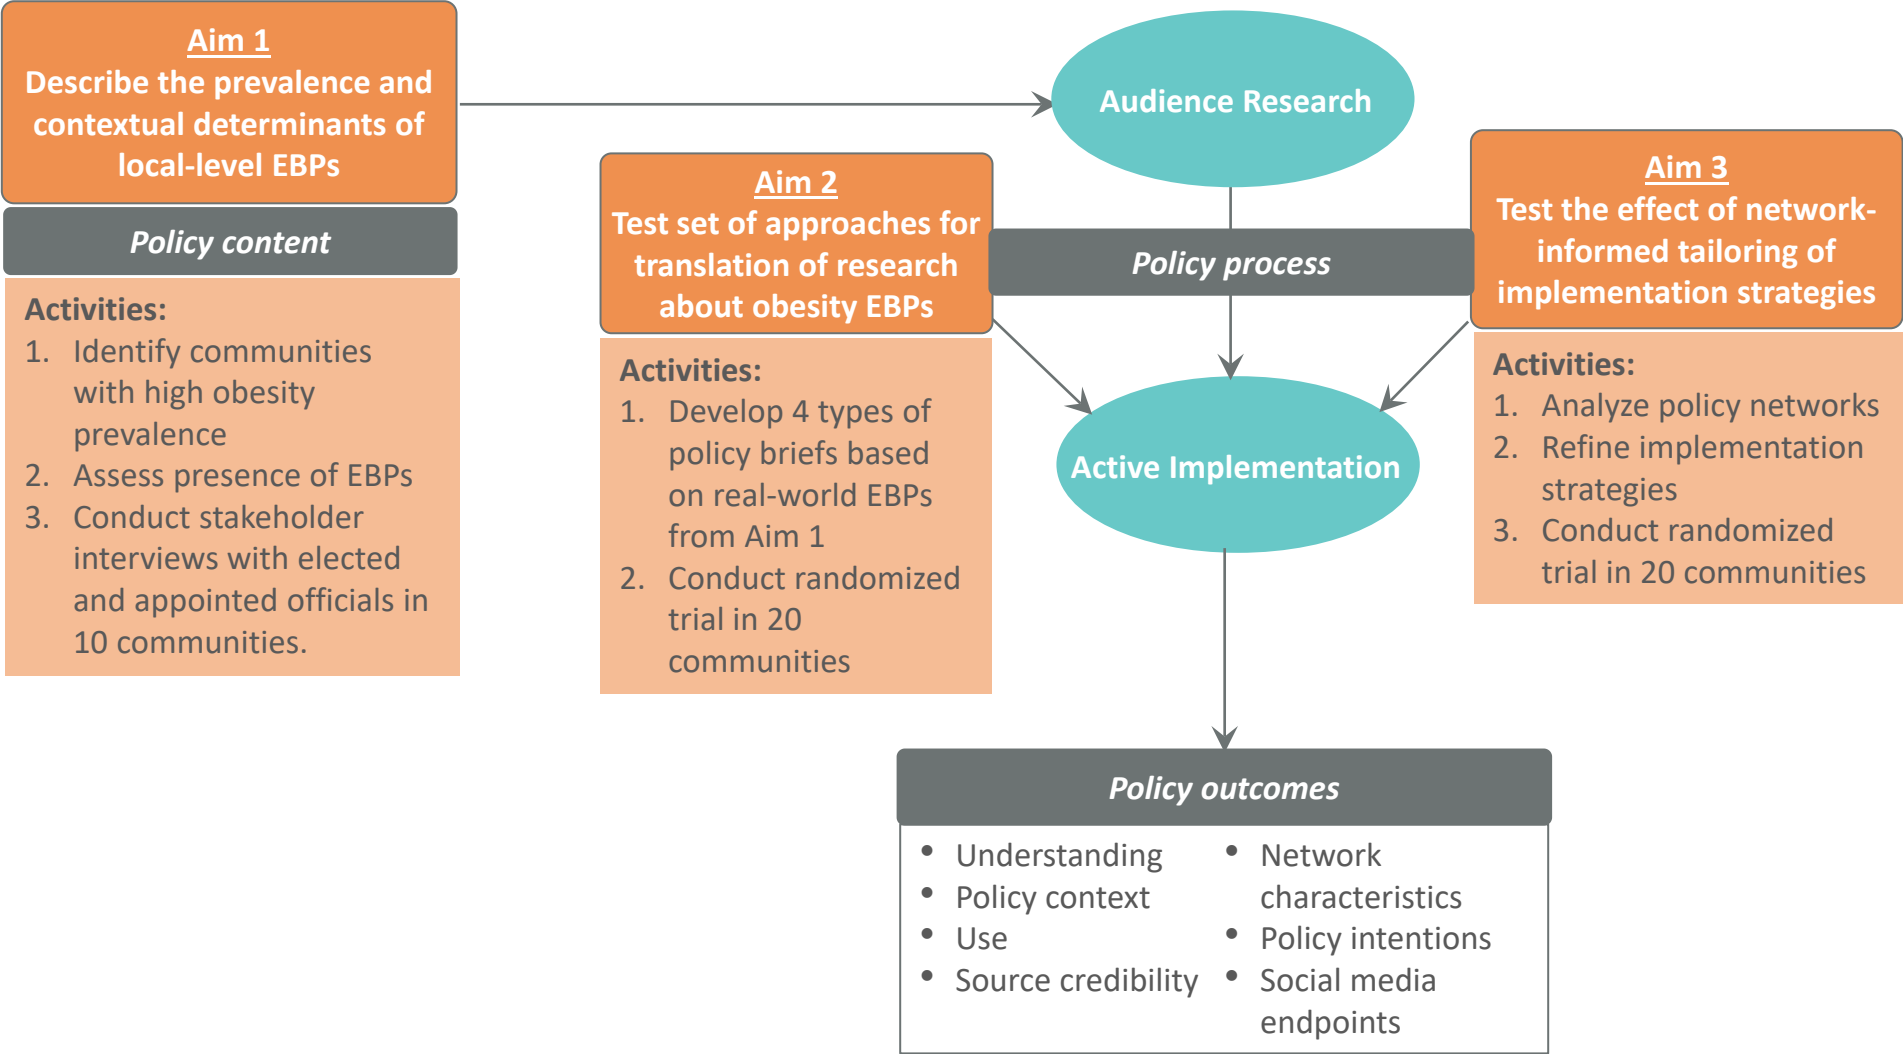 Aim 1
Describe the prevalence and
contextual determinants of
local-level EBPs
Policy content
Activities:
1. Identify communities
with high obesity
prevalence
2. Assess presence of EBPs
3. Conduct stakeholder
interviews with elected
and appointed officials in
10 communities.
Audience Research
Aim 2
Test set of approaches for
translation of research
about obesity EBPs
Activities:
1. Develop 4 types of
policy briefs based
on real-world EBPs
from Aim 1
2. Conduct randomized
trial in 20
communities
Policy process
Aim 3
Test the effect of network-
informed tailoring of
implementation strategies
Activities:
1. Analyze policy networks
2. Refine implementation
strategies
3. Conduct randomized
trial in 20 communities
Active Implementation
Policy outcomes
• Understanding
• Policy context
• Use
• Source credibility
• Network
characteristics
• Policy intentions
• Social media
endpoints